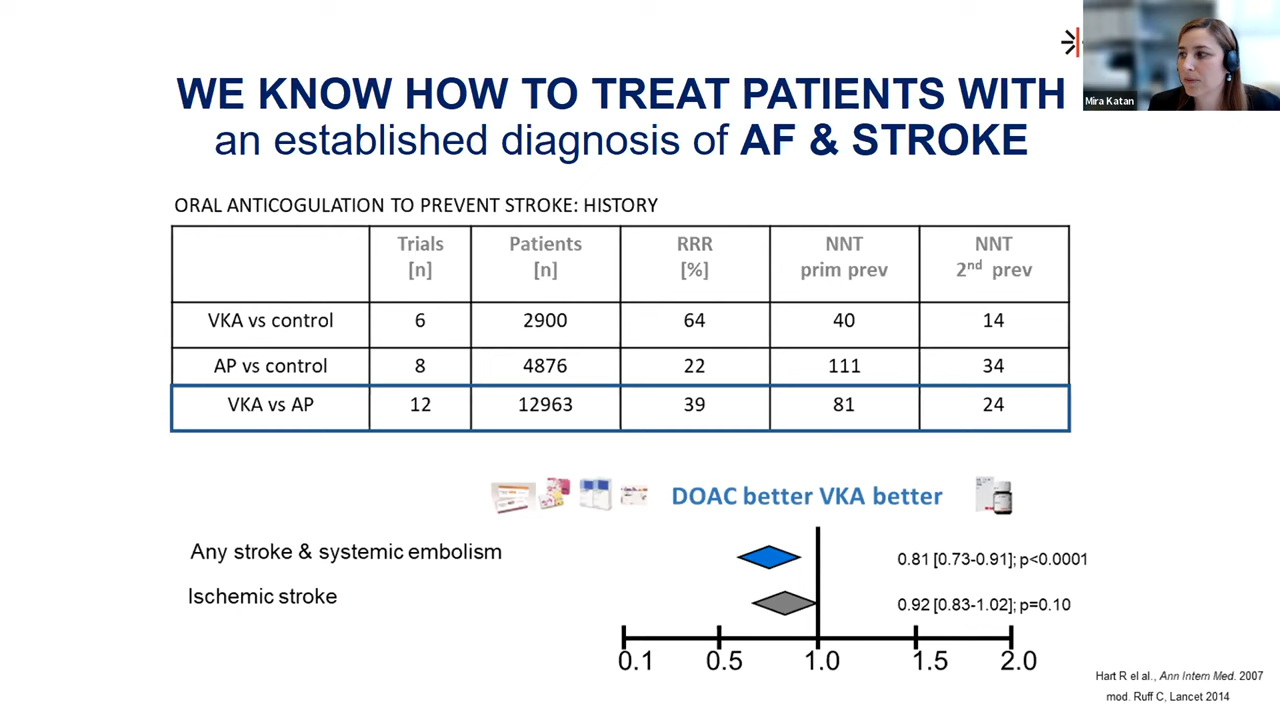 WE KNOW HOW TO TREAT PATIENTS WITH
an established diagnosis of AF & STROKE
Mira Katan
ORAL ANTICOGULATION TO PREVENT STROKE: HISTORY
Trials [n] Patients [n] RRR [%] NNT prim prev NNT 2nd prev
VKA vs control 6 2900 64 40 14
AP vs control 8 4876 22 111 34
VKA vs AP 12 12963 39 81 24
DOAC better VKA better
Any stroke & systemic embolism 0.81 [0.73-0.91]; p<0.0001
Ischemic stroke 0.92 [0.83-1.02]; p=0.10
0.1 0.5 1.0 1.5 2.0
Hart R el al., Ann Intern Med. 2007
mod. Ruff C, Lancet 2014